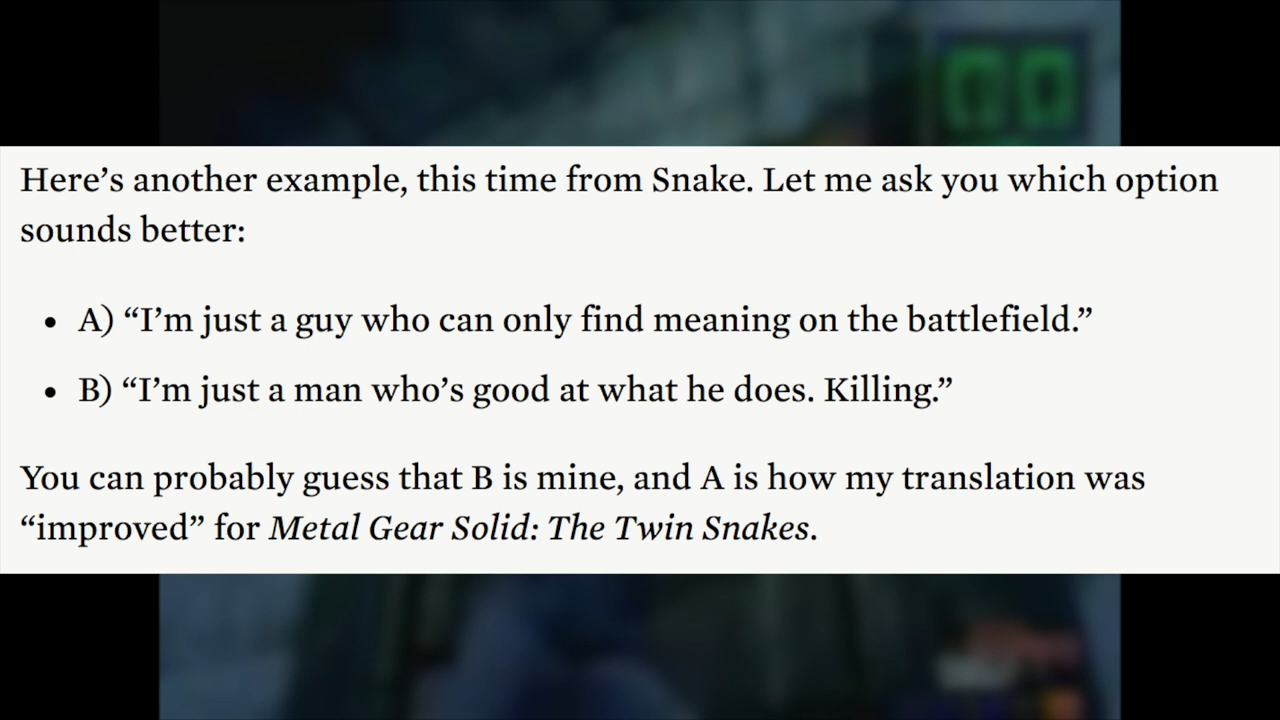 Here’s another example, this time from Snake. Let me ask you which option
sounds better:
• A) “I’m just a guy who can only find meaning on the battlefield.”
• B) “I’m just a man who’s good at what he does. Killing.”
You can probably guess that B is mine, and A is how my translation was
“improved” for Metal Gear Solid: The Twin Snakes.